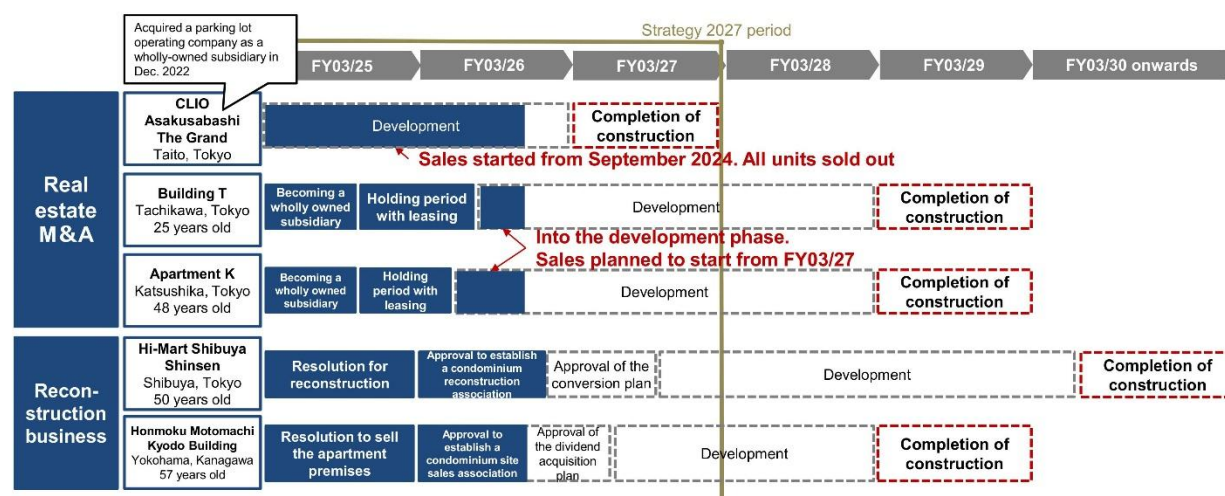 Acquired a parking lot
operating company as a
wholly-owned subsidiary in
Dec. 2022
Strategy 2027 period
FY03/25
FY03/26
FY03/27
FY03/28
FY03/29
FY03/30 onwards
Real
estate
M&A
CLIO
Asakusabashi
The Grand
Taito, Tokyo
Development
Completion of
construction
Sales started from September 2024. All units sold out
Building T
Tachikawa, Tokyo
25 years old
Becoming a
wholly owned
subsidiary
Holding period
with leasing
Development
Completion of
construction
Into the development phase.
Sales planned to start from FY03/27
Apartment K
Katsushika, Tokyo
48 years old
Becoming a
wholly owned
subsidiary
Holding
period with
leasing
Development
Completion of
construction
Recon-
struction
business
Hi-Mart Shibuya
Shinsen
Shibuya, Tokyo
50 years old
Resolution for
reconstruction
Approval to establish
a condominium
reconstruction
association
Approval of the
conversion plan
Development
Completion of
construction
Honmoku Motomachi
Kyodo Building
Yokohama, Kanagawa
57 years old
Resolution to sell
the apartment
premises
Approval to
establish a
condominium site
sales association
Approval of
the dividend
acquisition
plan
Development
Completion of
construction